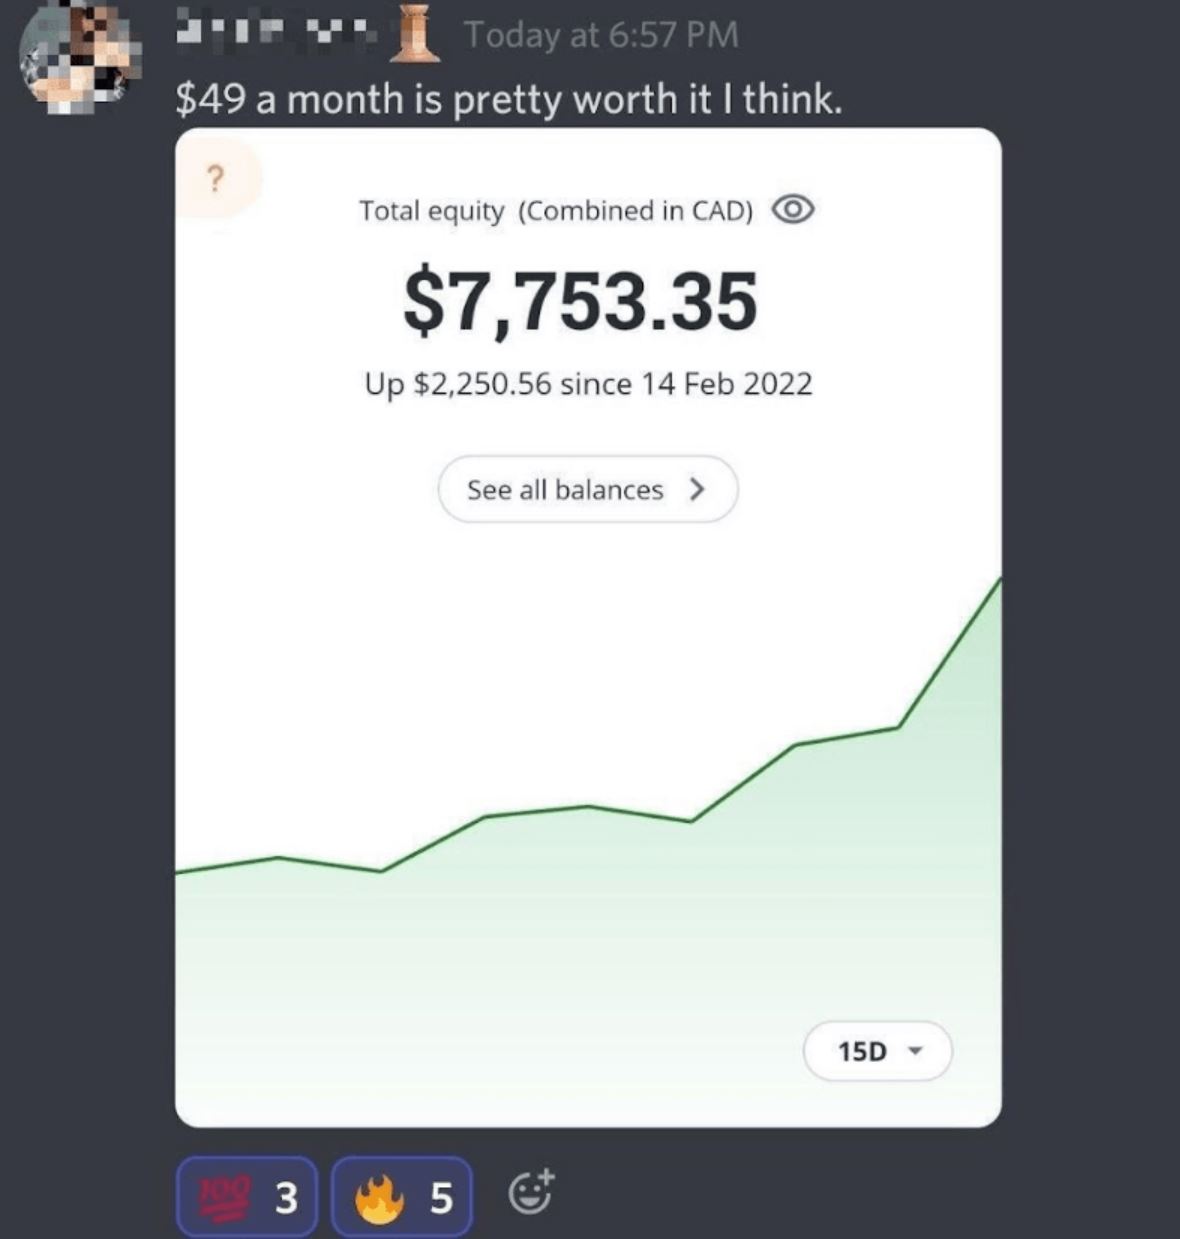 Today at 6:57 PM
$49 a month is pretty worth it I think.
?
Total equity (Combined in CAD)
$7,753.35
Up $2,250.56 since 14 Feb 2022
See all balances
15D
100 3 5